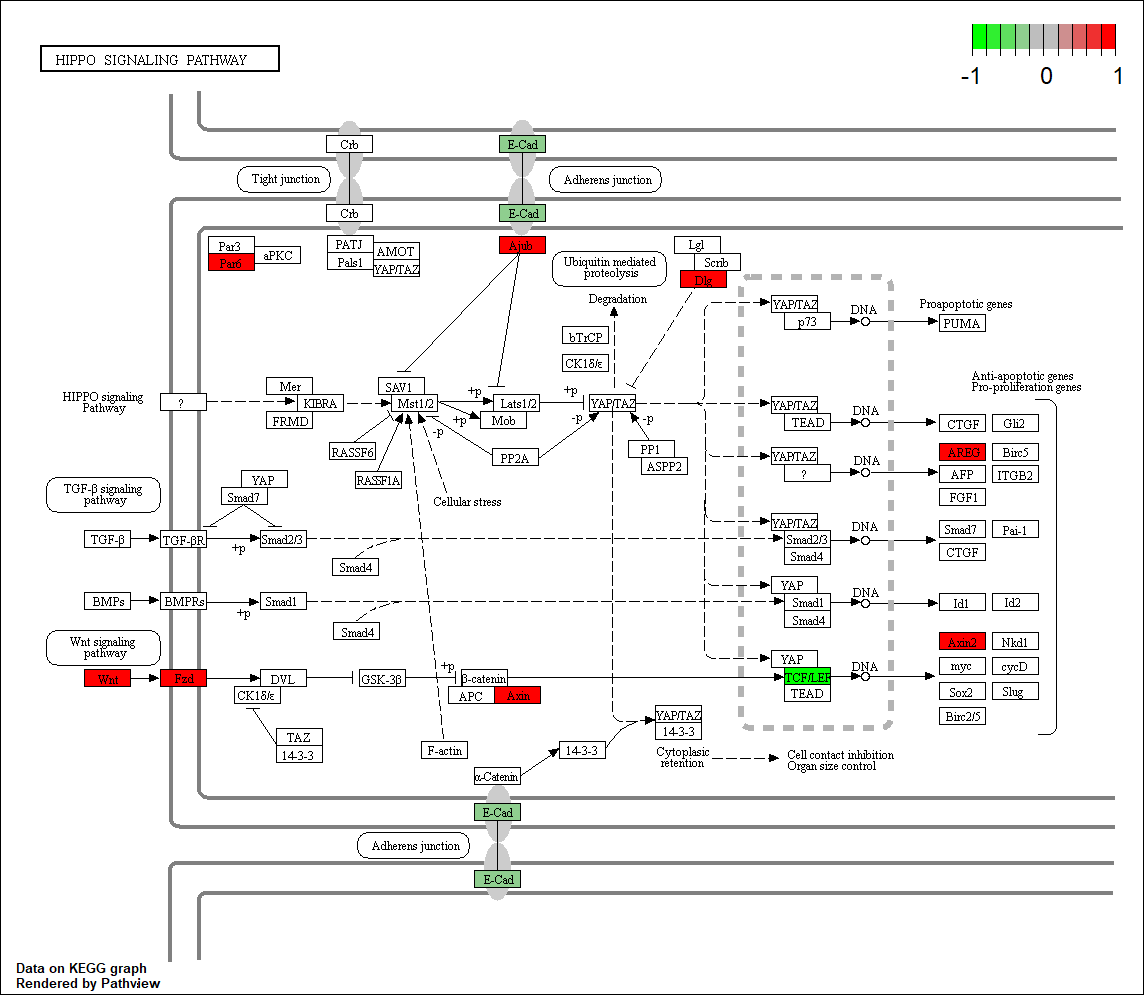 HIPPO SIGNALING PATHWAY
-1 0 1
Crb
E-Cad
Tight junction
Adherens junction
Crb
E-Cad
Par3
Par6
aPKC
PATJ
Pals1
AMOT
YAP/TAZ
Ajub
Ubiquitin mediated
proteolysis
Lgl
Scrib
Dlg
Degradation
bTrCP
CK1δ/ε
YAP/TAZ
p73
DNA
Proapoptotic genes
PUMA
HIPPO signaling
Pathway
?
Mer
KIBRA
FRMD
SAV1
Mst1/2
+p
+p
-p
Lats1/2
Mob
+p
-p
YAP/TAZ
-p
RASSF6
RASSF1A
PP2A
PP1
ASPP2
Cellular stress
YAP/TAZ
TEAD
DNA
Anti-apoptotic genes
Pro-proliferation genes
CTGF
Gli2
YAP/TAZ
?
DNA
AREG
Birc5
AFP
ITGB2
FGF1
TGF-β signaling
pathway
YAP
Smad7
TGF-β
TGF-βR
+p
Smad2/3
Smad4
YAP/TAZ
Smad2/3
Smad4
DNA
Smad7
Pai-1
CTGF
BMPs
BMPRs
+p
Smad1
Smad4
YAP
Smad1
Smad4
DNA
Id1
Id2
Wnt signaling
pathway
Wnt
Fzd
DVL
CK1δ/ε
GSK-3β
+p
β-catenin
APC
Axin
YAP
TCF/LEF
TEAD
DNA
Axin2
Nkd1
myc
cycD
Sox2
Slug
Birc2/5
TAZ
14-3-3
F-actin
14-3-3
YAP/TAZ
14-3-3
Cytoplasic
retention
Cell contact inhibition
Organ size control
α-Catenin
E-Cad
Adherens junction
E-Cad
Data on KEGG graph
Rendered by Pathview